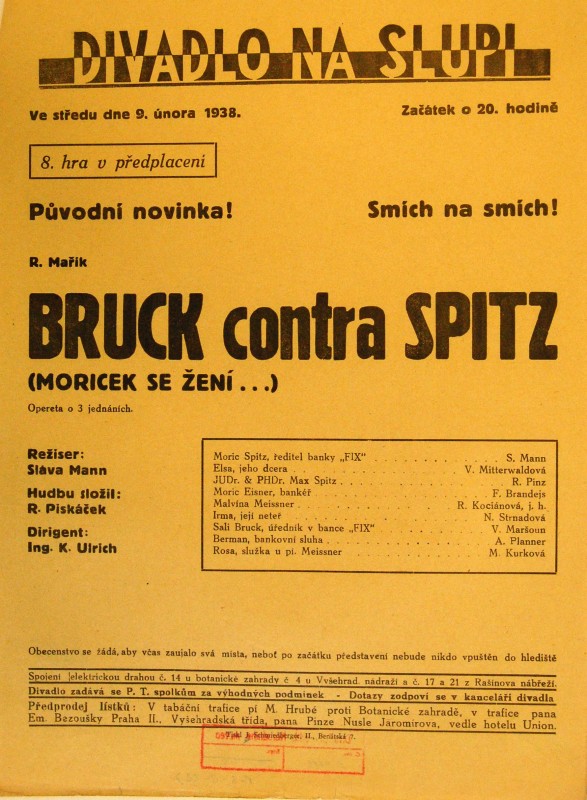 DIVADLO NA SLUPI
Ve středu dne 9. února 1938. Začátek o 20. hodině
8. hra v předplacení
Původní novinka! Smích na smích!
R. Mařík
BRUCK contra SPITZ
(MORICEK SE ŽENÍ...)
Opereta o 3 jednáních.
Režiser:
Sláva Mann
Hudbu složil:
R. Piskáček
Dirigent:
Ing. K. Ulrich
Moric Spitz, ředitel banky „FIX" . . . . . . . . . . . . S. Mann
Elsa, jeho dcera . . . . . . . . . . . . V. Mitterwaldová
JUDr. & PHDr. Max Spitz . . . . . . . . . . . . R. Pinz
Moric Eisner, bankéř . . . . . . . . . . . . F. Brandejs
Malvína Meissner . . . . . . . . . . . . R. Kociánová, j. h.
Irma, její neteř . . . . . . . . . . . . N. Strnadová
Sali Bruck, úředník v bance „FIX" . . . . . . . . . . . . V. Maršoun
Berman, bankovní sluha . . . . . . . . . . . . A. Planner
Rosa, služka u pí. Meissner . . . . . . . . . . . . M. Kurková
Obecenstvo se žádá, aby včas zaujalo svá místa, neboť po začátku představení nebude nikdo vpuštěn do hlediště
Spojení jelektrickou drahou č. 14 u botanické zahrady č 4 u Vyšehrad. nádraží a č. 17 a 21 z Rašinova nábřeží.
Divadlo zadává se P. T. spolkům za výhodných podmínek - Dotazy zodpoví se v kanceláři divadla
Předprodej lístků: V tabáční trafice pí M. Hrubé proti Botanické zahradě, v trafice pana
Em. Bezoušky Praha II., Vyšehradská třída, pana Pinze Nusle Jaromírova, vedle hotelu Union.
II., Benátská 7.